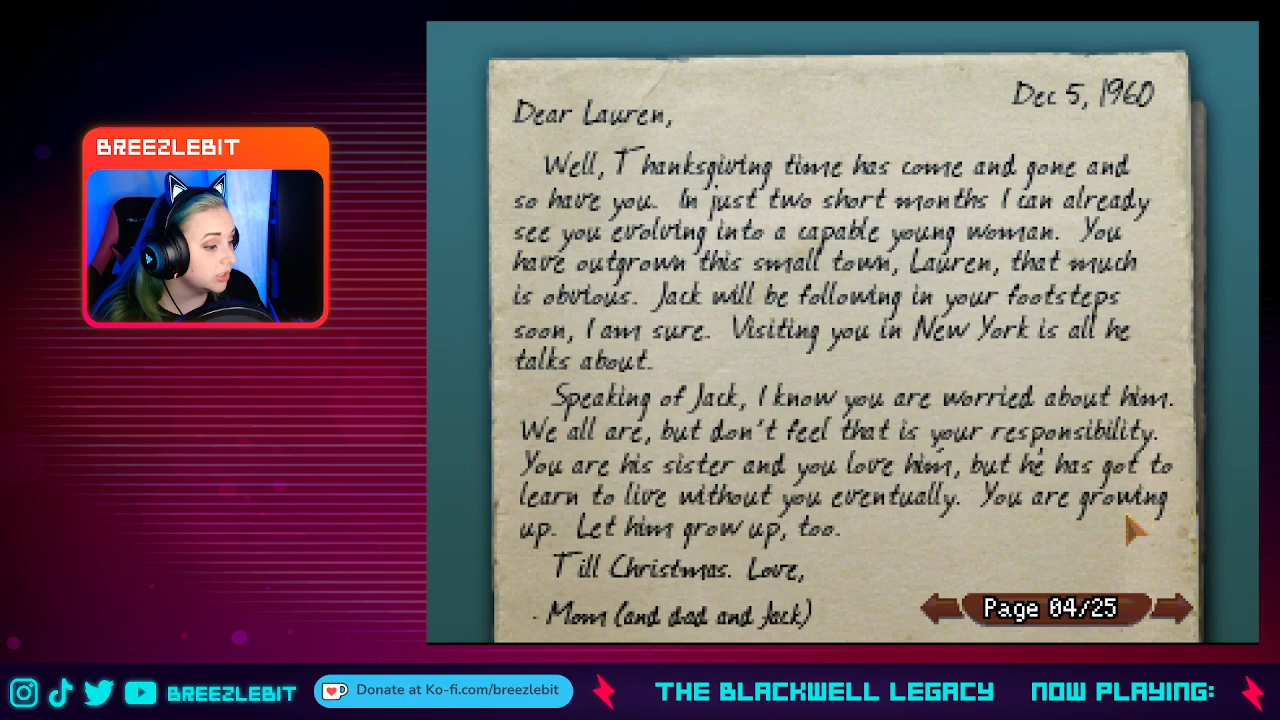 BREEZLEBIT
Dec 5, 1960
Dear Lauren,
Well, Thanksgiving time has come and gone and
so have you. In just two short months I can already
see you evolving into a capable young woman. You
have outgrown this small town, Lauren, that much
is obvious. Jack will be following in your footsteps
soon, I am sure. Visiting you in New York is all he
talks about.
Speaking of Jack, I know you are worried about him.
We all are, but don't feel that is your responsibility.
You are his sister and you love him, but he has got to
learn to live without you eventually. You are growing
up. Let him grow up, too.
Till Christmas. Love,
- Mom (and dad and Jack)
Page 04/25
BREEZLEBIT
Donate at Ko-fi.com/breezlebit
THE BLACKWELL LEGACY
NOW PLAYING: